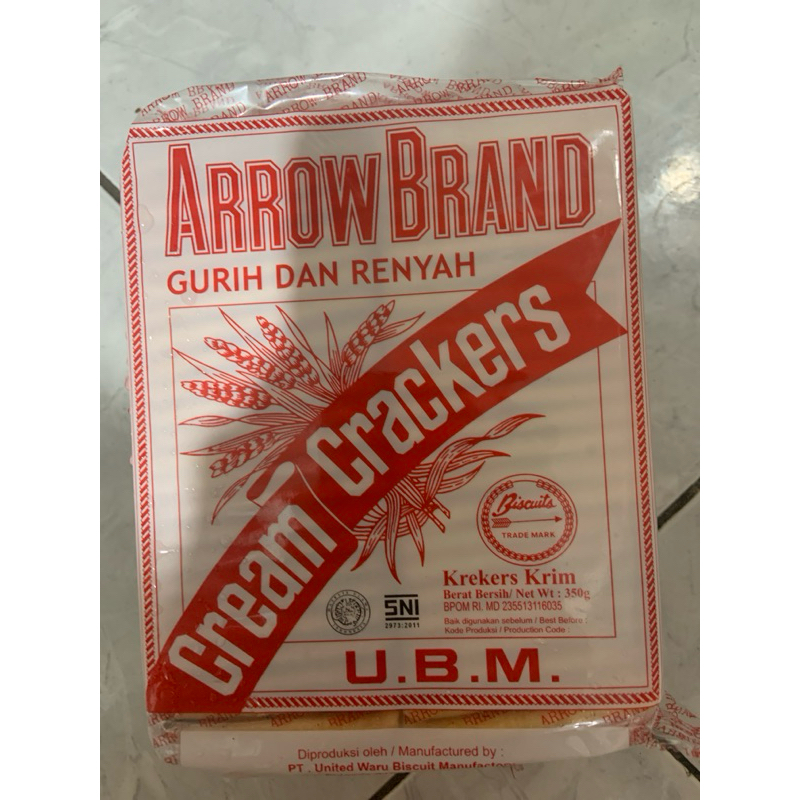 ARROW BRAND
GURIH DAN RENYAH
Cream Crackers
Biscuits
TRADE MARK
Krekers Krim
Berat Bersih/ Net Wt : 350g
BPOM RI. MD 235513116035
Baik digunakan sebelum / Best Before :
Kode Produksi / Production Code :
SNI
2973:2011
U.B.M.
Diproduksi oleh / Manufactured by :
PT . United Waru Biscuit